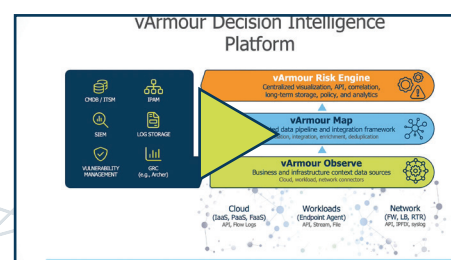 vArmour Decision Intelligence
Platform
CMDB / ITSM
IPAM
SIEM
LOG STORAGE
VULNERABILITY
MANAGEMENT
GRC
(e.g., Archer)
vArmour Risk Engine
Centralized visualization, API, correlation,
long-term storage, policy, and analytics
vArmour Map
data pipeline and integration framework
integration, enrichment, deduplication
vArmour Observe
Business and infrastructure context data sources
Cloud, workload, network connectors
Cloud
(IaaS, PaaS, FaaS)
API, Flow Logs
Workloads
(Endpoint Agent)
API, Stream, File
Network
(FW, LB, RTR)
API, IPFIX, syslog